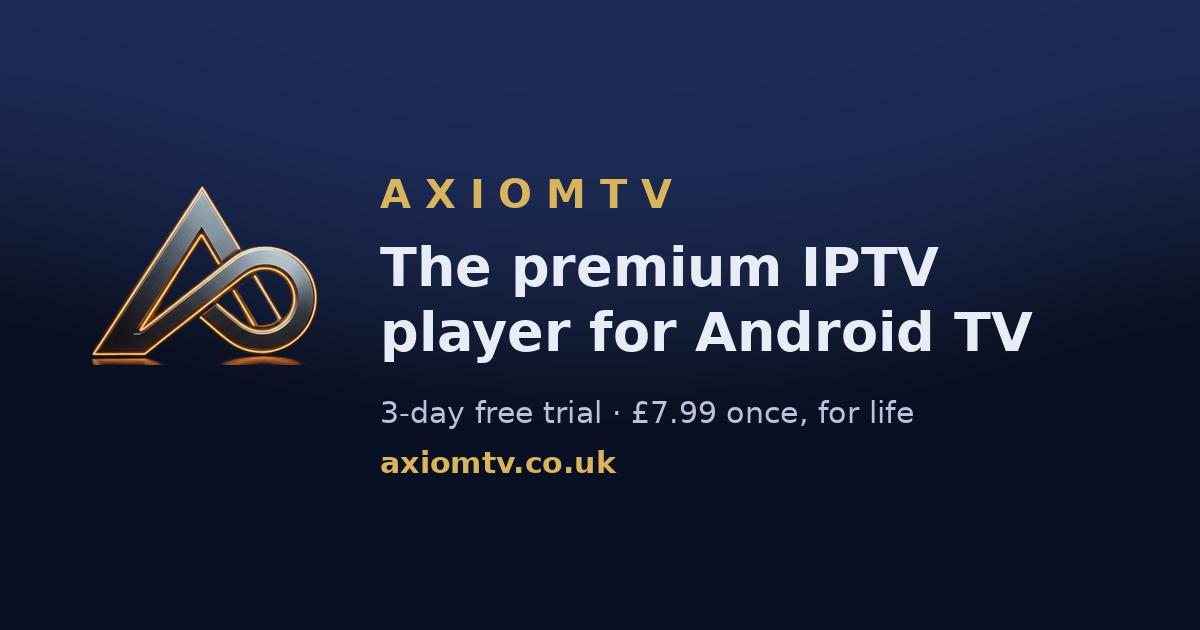 AXIOMTV
The premium IPTV
player for Android TV
3-day free trial · £7.99 once, for life
axiomtv.co.uk